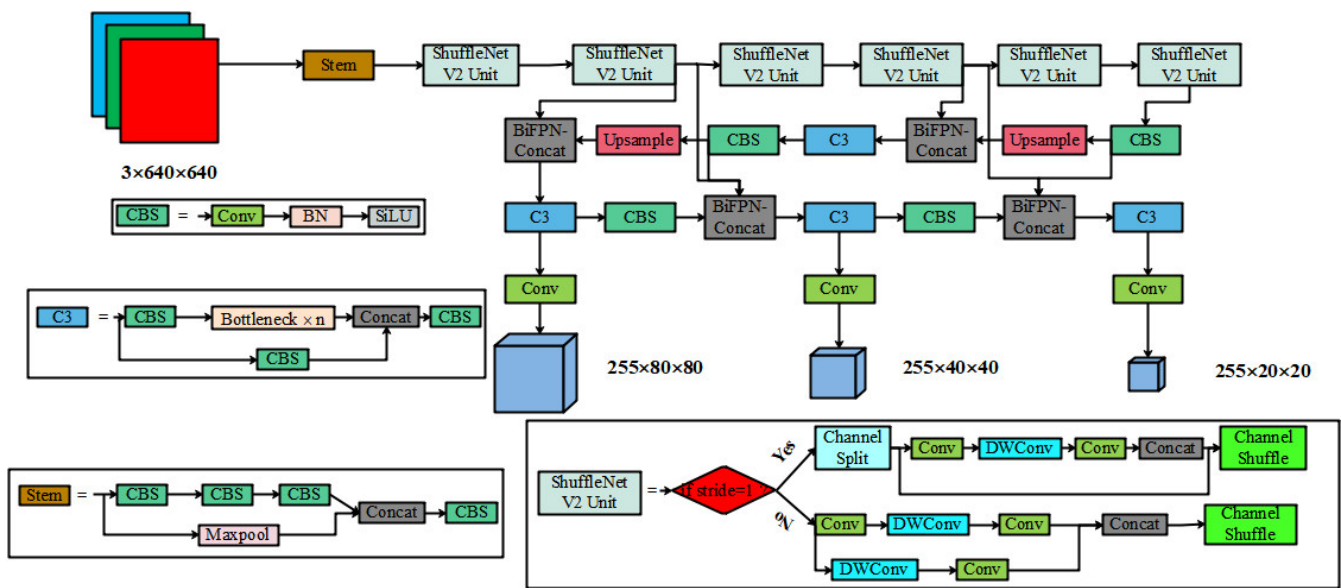 Stem
ShuffleNet
V2 Unit
ShuffleNet
V2 Unit
ShuffleNet
V2 Unit
ShuffleNet
V2 Unit
ShuffleNet
V2 Unit
ShuffleNet
V2 Unit
BiFPN-
Concat
Upsample
CBS
C3
BiFPN-
Concat
Upsample
CBS
3×640×640
CBS = Conv BN SiLU
C3
CBS
BiFPN-
Concat
C3
CBS
BiFPN-
Concat
C3
Conv
Conv
Conv
C3 = CBS Bottleneck × n Concat CBS
CBS
255×80×80
255×40×40
255×20×20
Stem = CBS CBS CBS Concat CBS
Maxpool
ShuffleNet
V2 Unit
=
if stride=1 ?
Yes
Channel
Split
Conv
DWConv
Conv
Concat
Channel
Shuffle
No
Conv
DWConv
Conv
Concat
Channel
Shuffle
DWConv
Conv